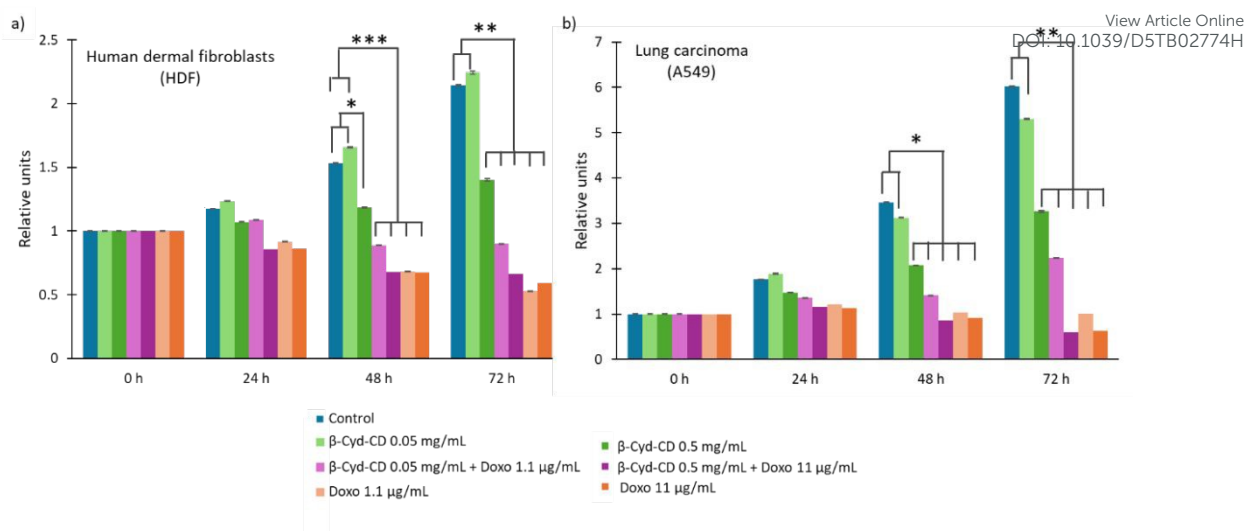 View Article Online
DOI: 10.1039/D5TB02774H
a)
Human dermal fibroblasts
(HDF)
***
*
**
2.5
2
1.5
1
0.5
0
Relative units
0 h
24 h
48 h
72 h
b)
Lung carcinoma
(A549)
*
**
7
6
5
4
3
2
1
0
Relative units
0 h
24 h
48 h
72 h
Control
β-Cyd-CD 0.05 mg/mL
β-Cyd-CD 0.5 mg/mL
β-Cyd-CD 0.05 mg/mL + Doxo 1.1 μg/mL
β-Cyd-CD 0.5 mg/mL + Doxo 11 μg/mL
Doxo 1.1 μg/mL
Doxo 11 μg/mL